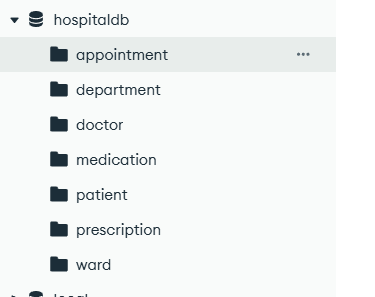 hospitaldb
appointment
department
doctor
medication
patient
prescription
ward